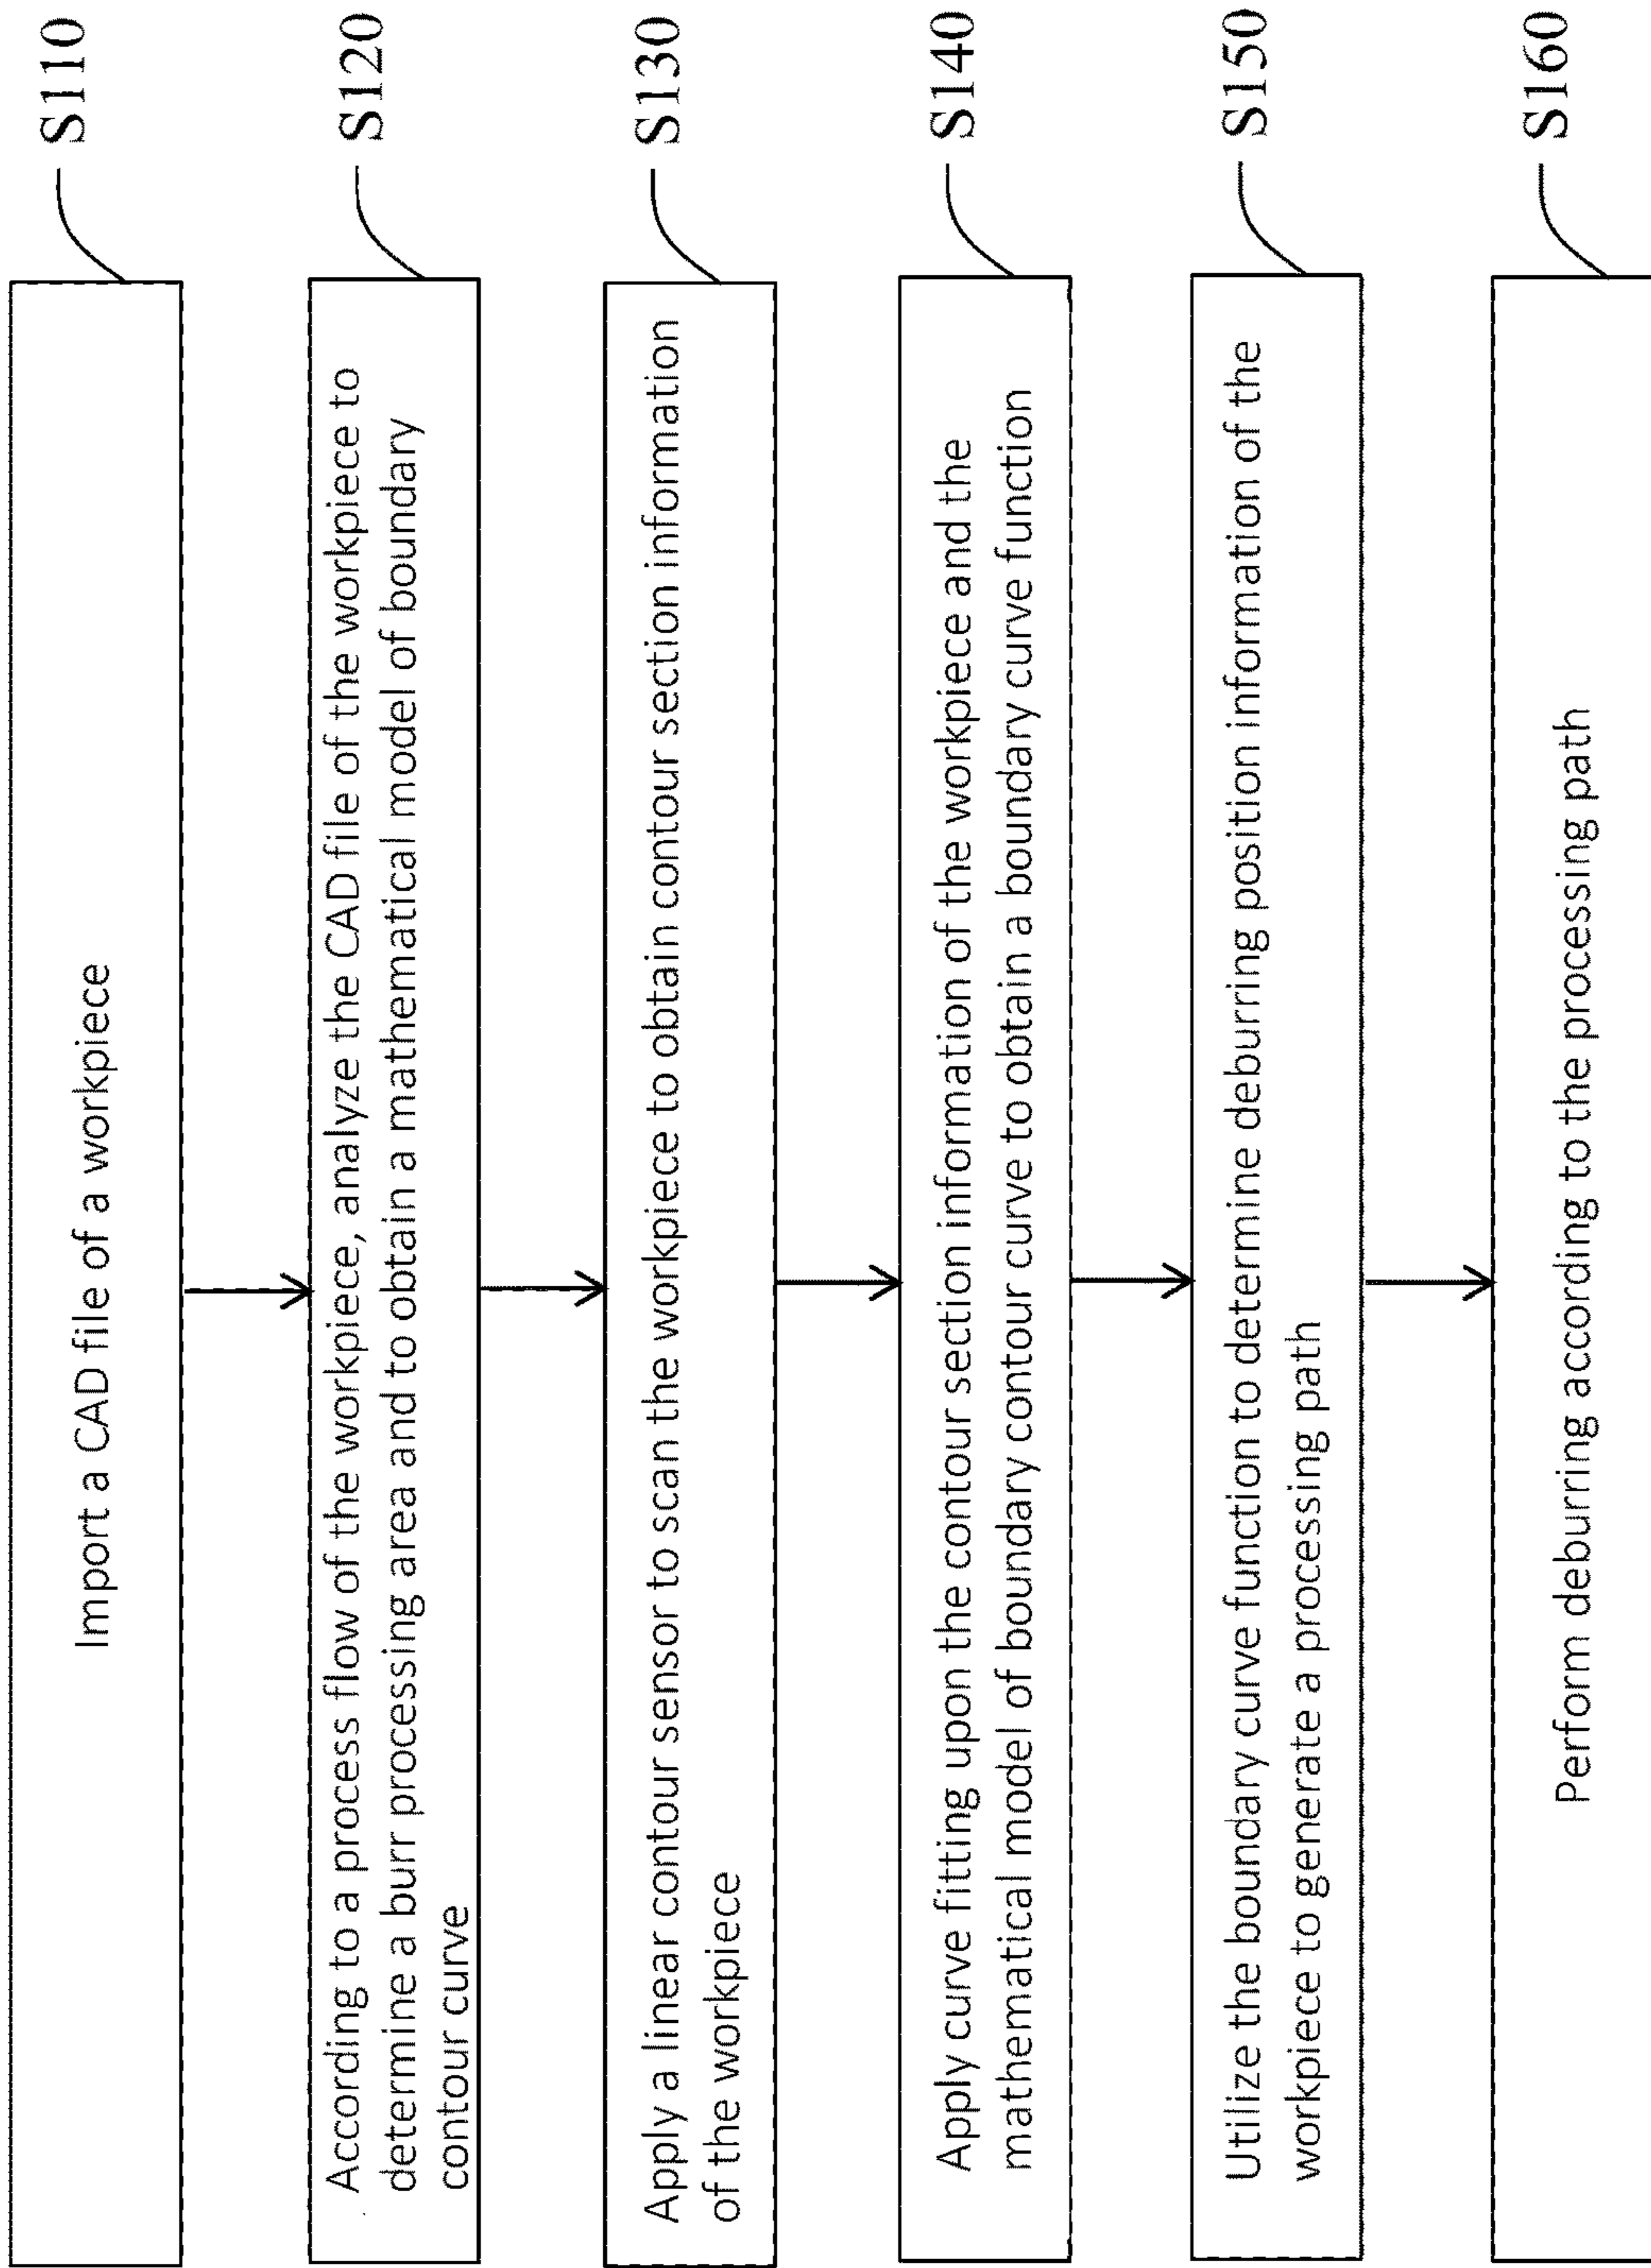 Import a CAD file of a workpiece
S110
According to a process flow of the workpiece, analyze the CAD file of the workpiece to
determine a burr processing area and to obtain a mathematical model of boundary
contour curve
S120
Apply a linear contour sensor to scan the workpiece to obtain contour section information
of the workpiece
S130
Apply curve fitting upon the contour section information of the workpiece and the
mathematical model of boundary contour curve to obtain a boundary curve function
S140
Utilize the boundary curve function to determine deburring position information of the
workpiece to generate a processing path
S150
Perform deburring according to the processing path
S160